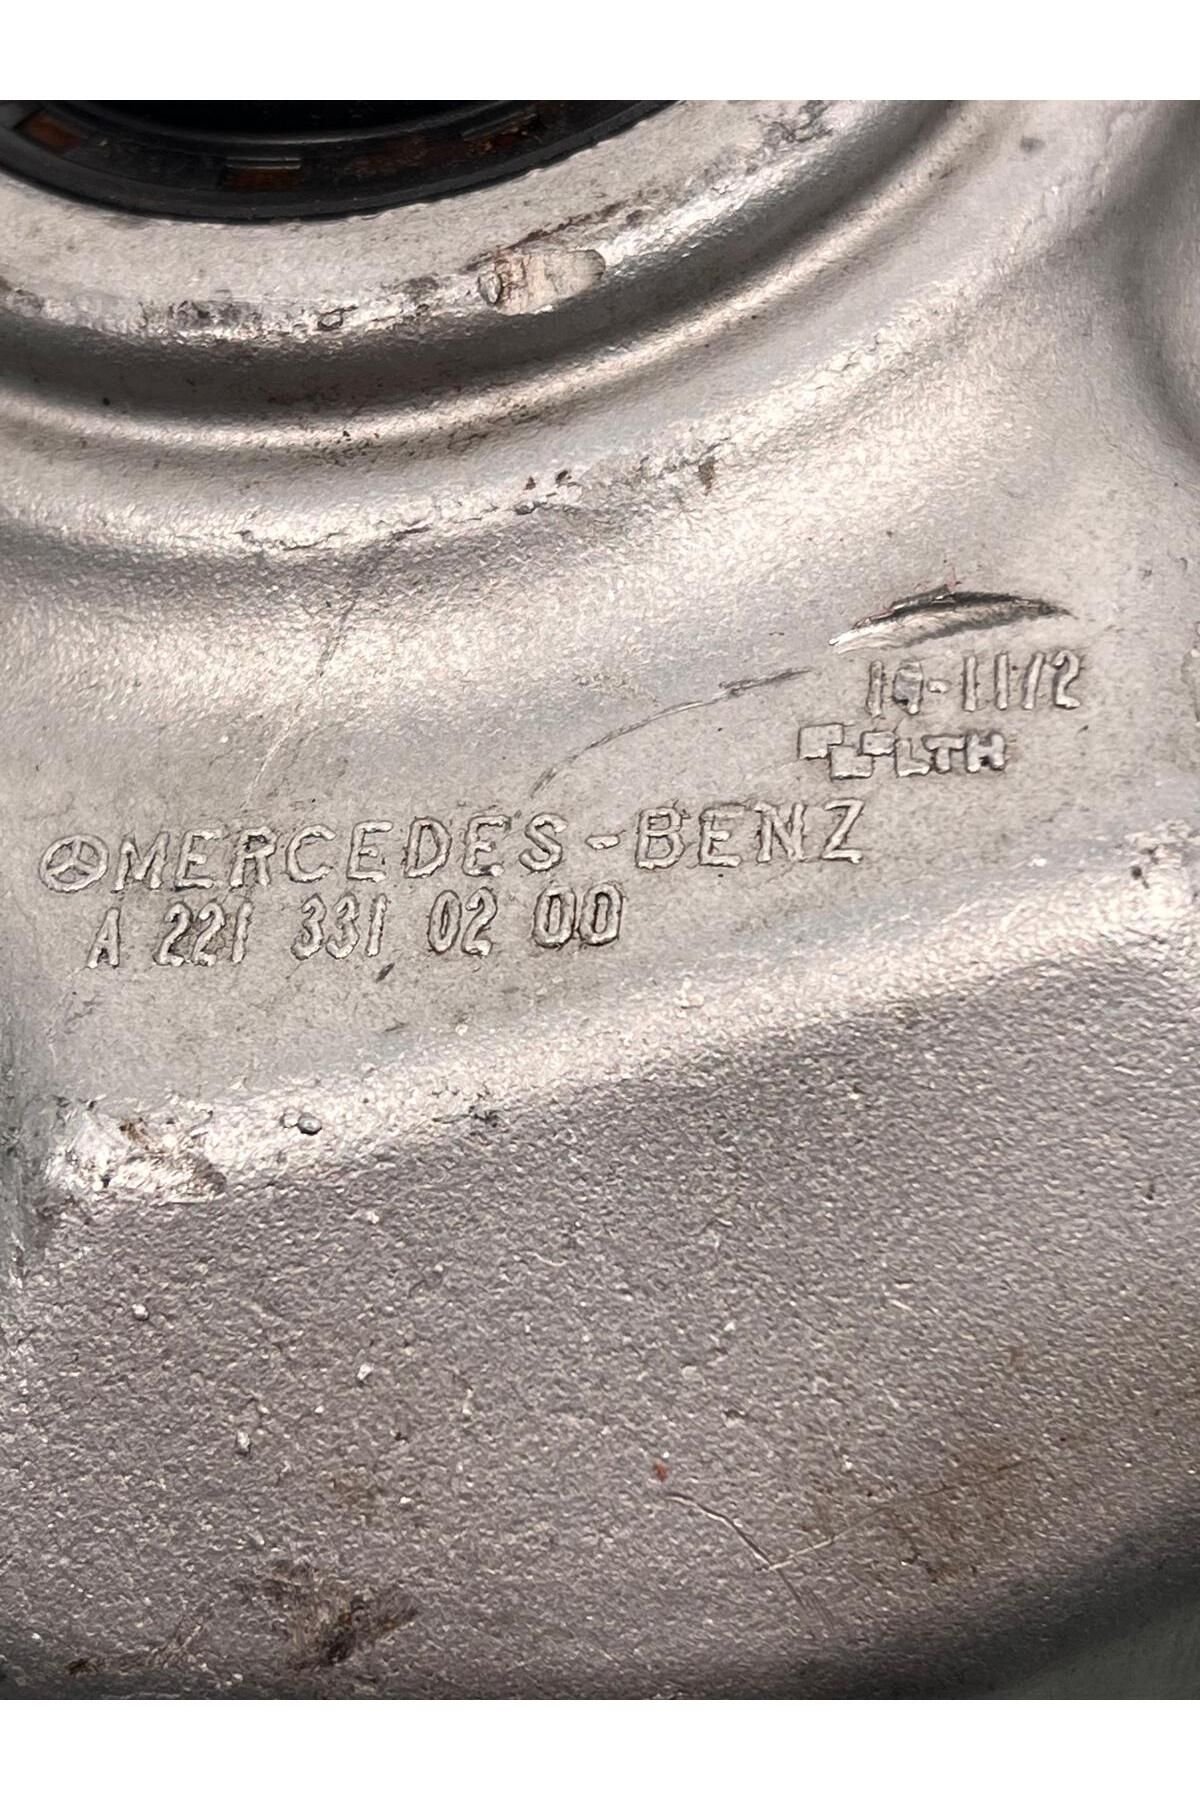 19-11/2
LTH
MERCEDES-BENZ
A 221 331 02 00